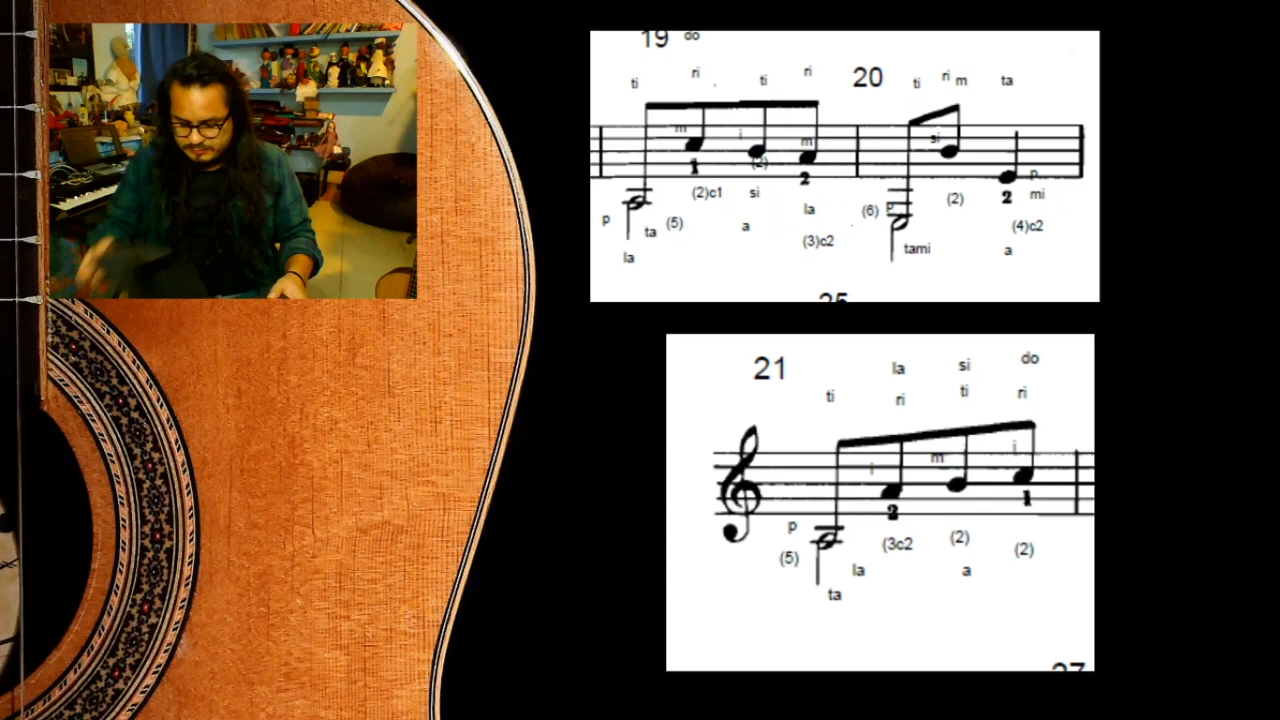 19 do
ti ri ti ri 20 ti ri m ta
m i m si
1 (2) p
2 2 mi
(2)c1 si (2)
p ta (5) la (6) p
a (4)c2
la (3)c2 tami a
21 la si do
ti ri ti ri
i m i
2 1
p
(5) (3c2 (2) (2)
la a
ta